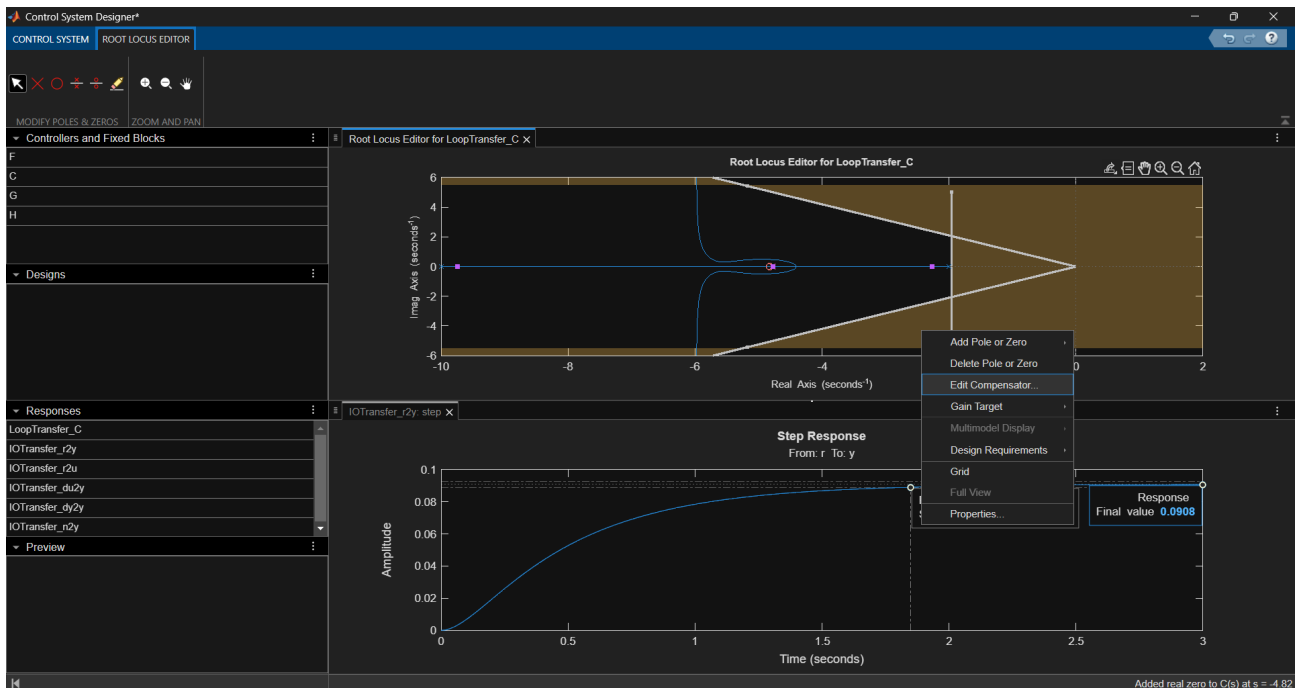 Control System Designer*
CONTROL SYSTEM
ROOT LOCUS EDITOR
MODIFY POLES & ZEROS
ZOOM AND PAN
Controllers and Fixed Blocks
F
C
G
H
Designs
Responses
LoopTransfer_C
IOTransfer_r2y
IOTransfer_r2u
IOTransfer_du2y
IOTransfer_dy2y
IOTransfer_n2y
Preview
Root Locus Editor for LoopTransfer_C
Root Locus Editor for LoopTransfer_C
6
4
2
0
-2
-4
-6
Imag Axis (seconds⁻¹)
-10
-8
-6
-4
0
2
Real Axis (seconds⁻¹)
Add Pole or Zero
Delete Pole or Zero
Edit Compensator...
Gain Target
Multimodel Display
Design Requirements
Grid
Full View
Properties...
IOTransfer_r2y: step
Step Response
From: r To: y
0.1
0.08
0.06
0.04
0.02
0
Amplitude
Response
Final value 0.0908
0
0.5
1
1.5
2
2.5
3
Time (seconds)
Added real zero to C(s) at s = -4.82